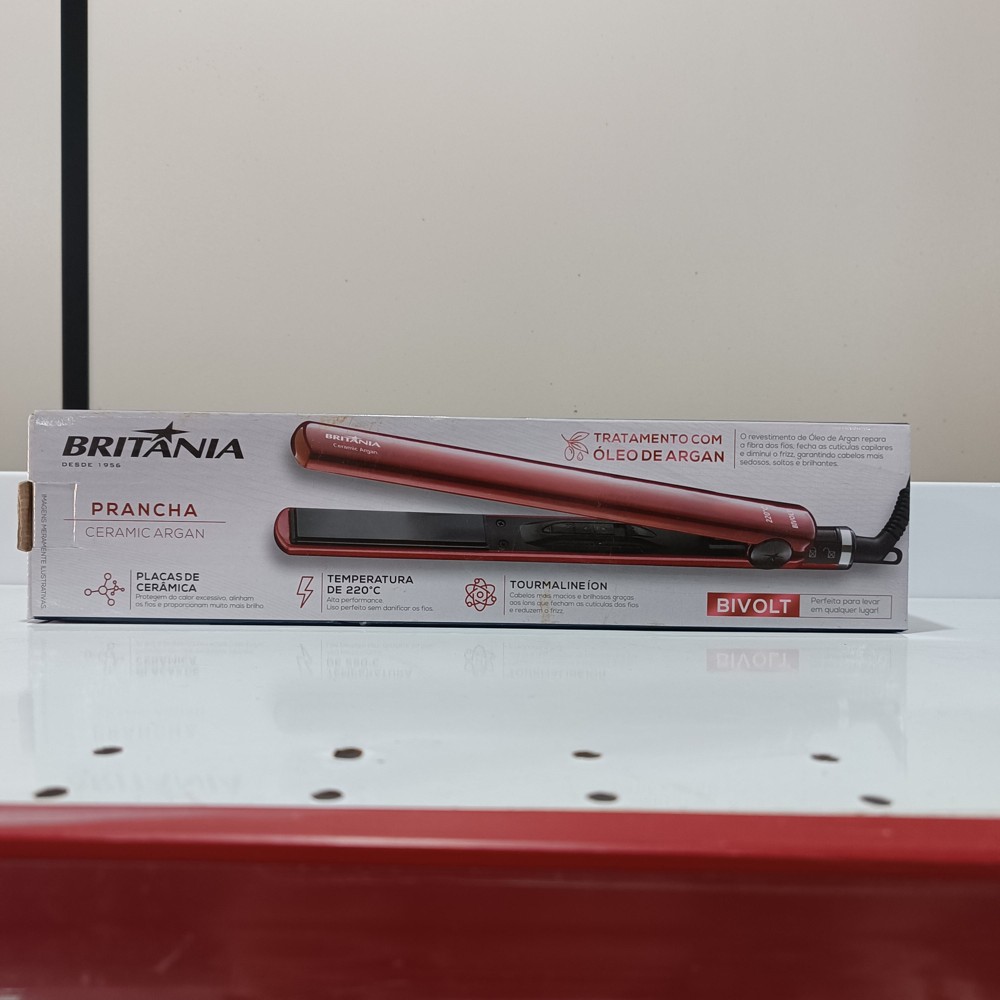 BRITÂNIA
DESDE 1956
PRANCHA
CERAMIC ARGAN
IMAGENS MERAMENTE ILUSTRATIVAS
BRITÂNIA
Ceramic Argan
220°C
BIVOLT
TRATAMENTO COM
ÓLEO DE ARGAN
O revestimento de Óleo de Argan repara
a fibra dos fios, fecha as cutículas capilares
e diminui o frizz, garantindo cabelos mais
sedosos, soltos e brilhantes.
PLACAS DE
CERÂMICA
Protegem do calor excessivo, alinham
os fios e proporcionam muito mais brilho
TEMPERATURA
DE 220°C
Alta performance.
Liso perfeito sem danificar os fios.
TOURMALINE ÍON
Cabelos mais macios e brilhosos graças
aos íons que fecham as cutículas dos fios
e reduzem o frizz.
BIVOLT
Perfeita para levar
em qualquer lugar!